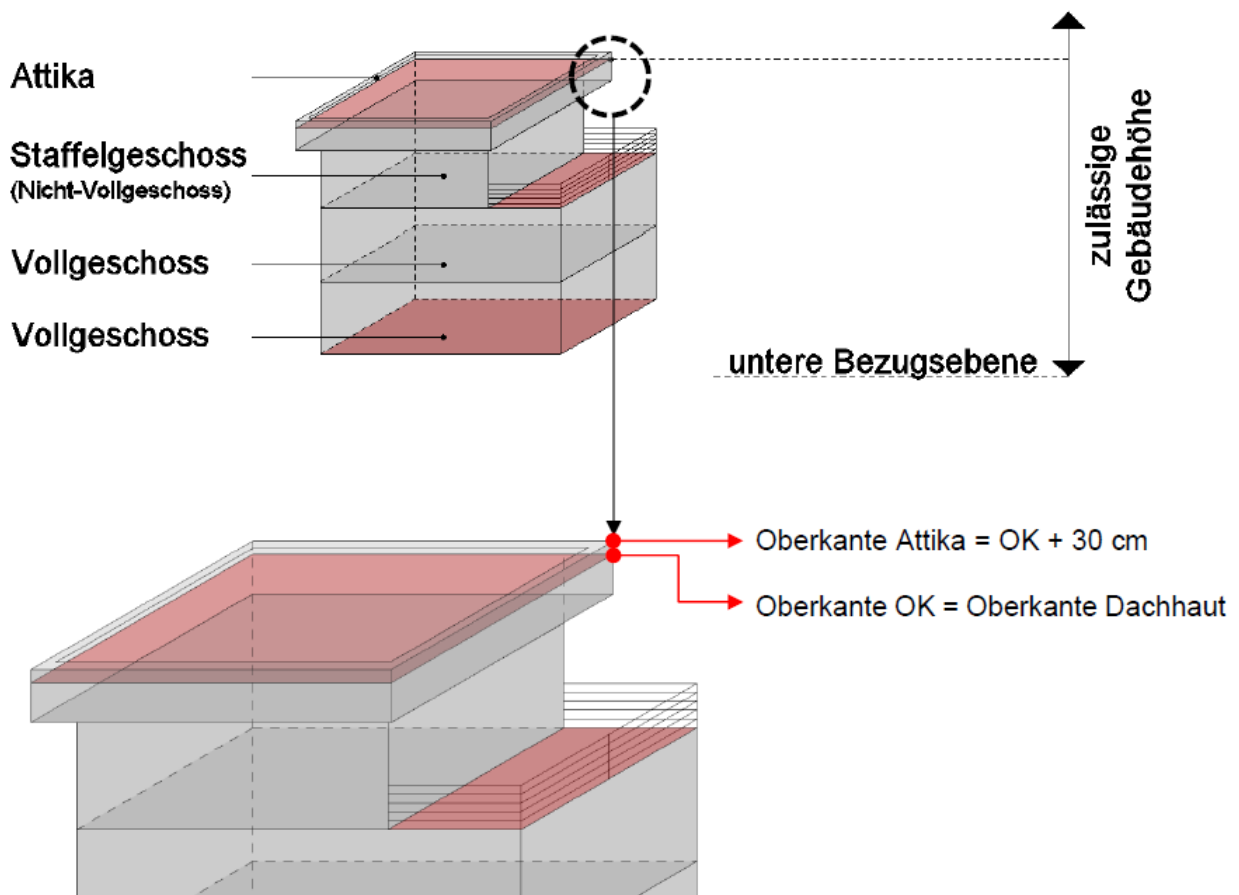 Attika
Staffelgeschoss
(Nicht-Vollgeschoss)
Vollgeschoss
Vollgeschoss
zulässige
Gebäudehöhe
untere Bezugsebene
Oberkante Attika = OK + 30 cm
Oberkante OK = Oberkante Dachhaut